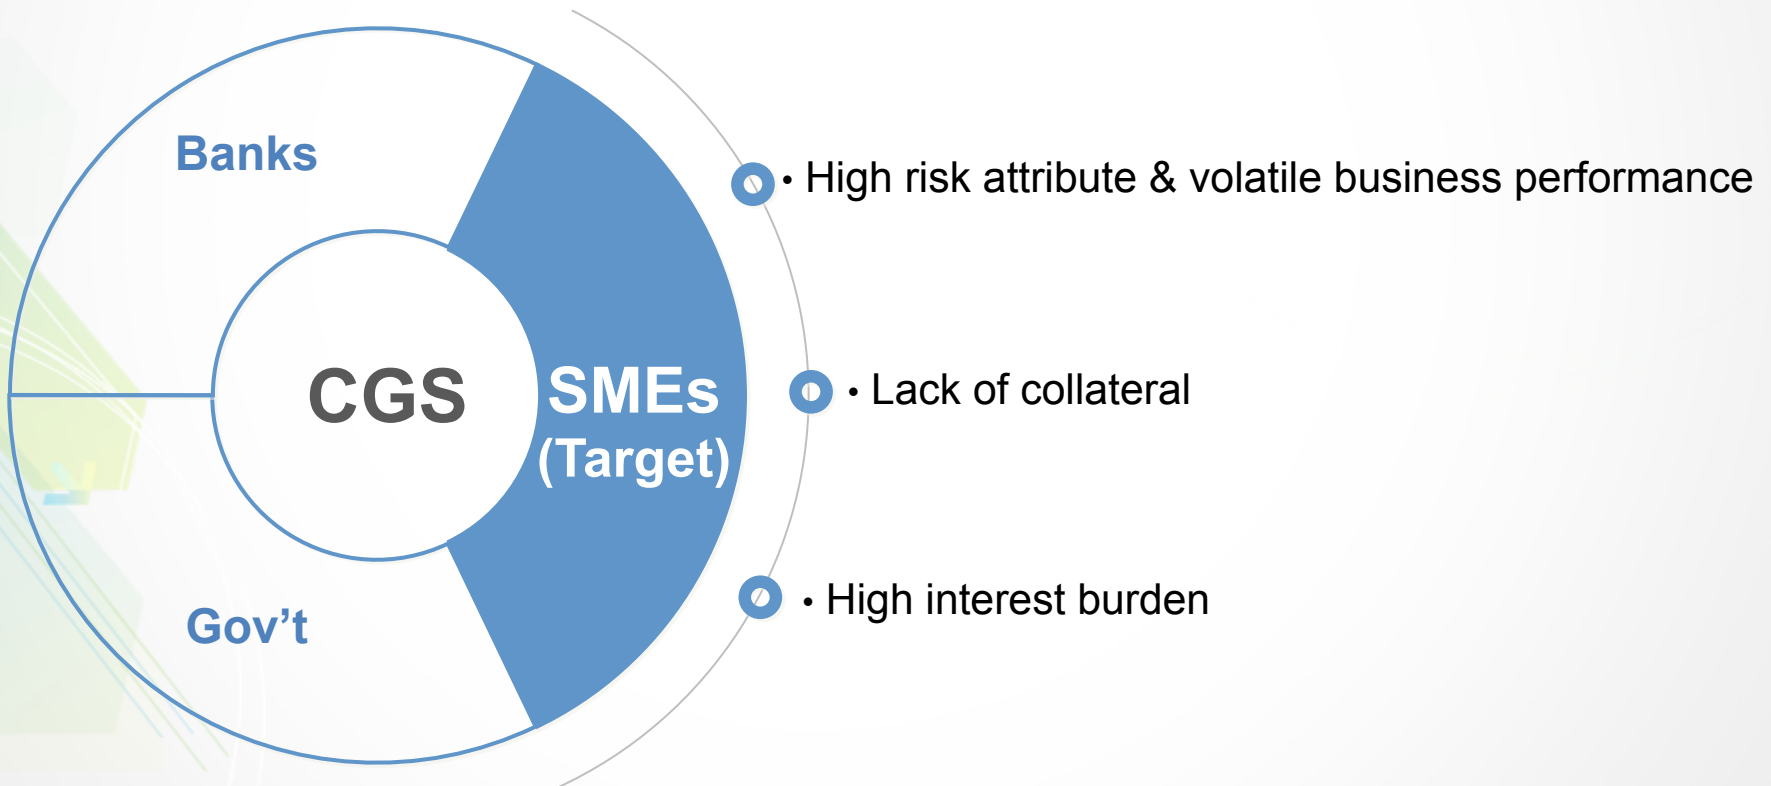 Banks
• High risk attribute & volatile business performance
CGS
SMEs
(Target)
• Lack of collateral
• High interest burden
Gov’t